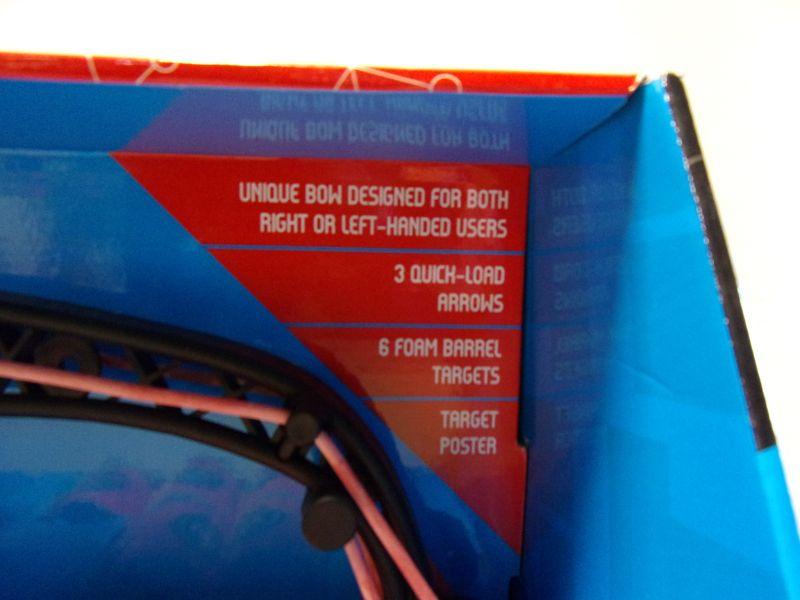 UNIQUE BOW DESIGNED FOR BOTH
RIGHT OR LEFT-HANDED USERS
3 QUICK-LOAD
ARROWS
6 FOAM BARREL
TARGETS
TARGET
POSTER